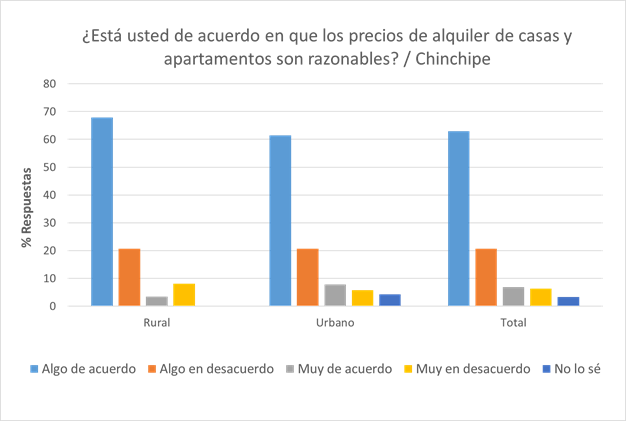 ¿Está usted de acuerdo en que los precios de alquiler de casas y
apartamentos son razonables? / Chinchipe
80
70
60
50
40
30
20
10
0
% Respuestas
Rural Urbano Total
Algo de acuerdo Algo en desacuerdo Muy de acuerdo Muy en desacuerdo No lo sé